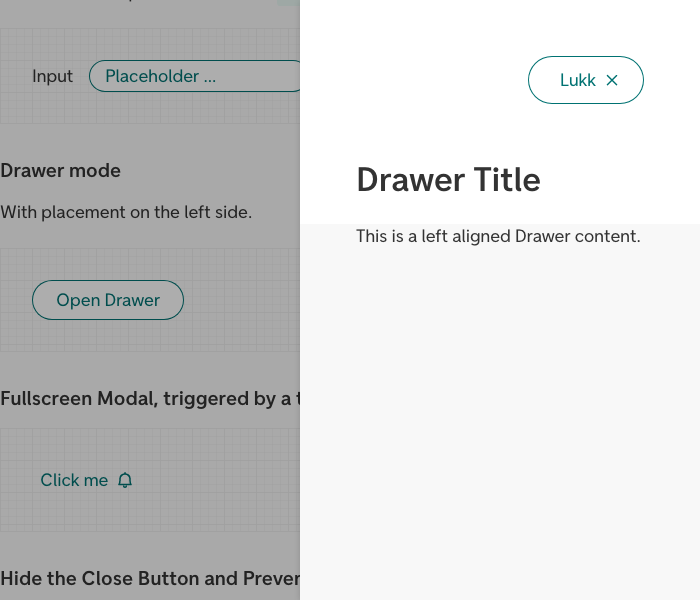 Input Placeholder ...
Drawer mode
With placement on the left side.
Open Drawer
Fullscreen Modal, triggered by a
Click me
Hide the Close Button and
Lukk
Drawer Title
This is a left aligned Drawer content.